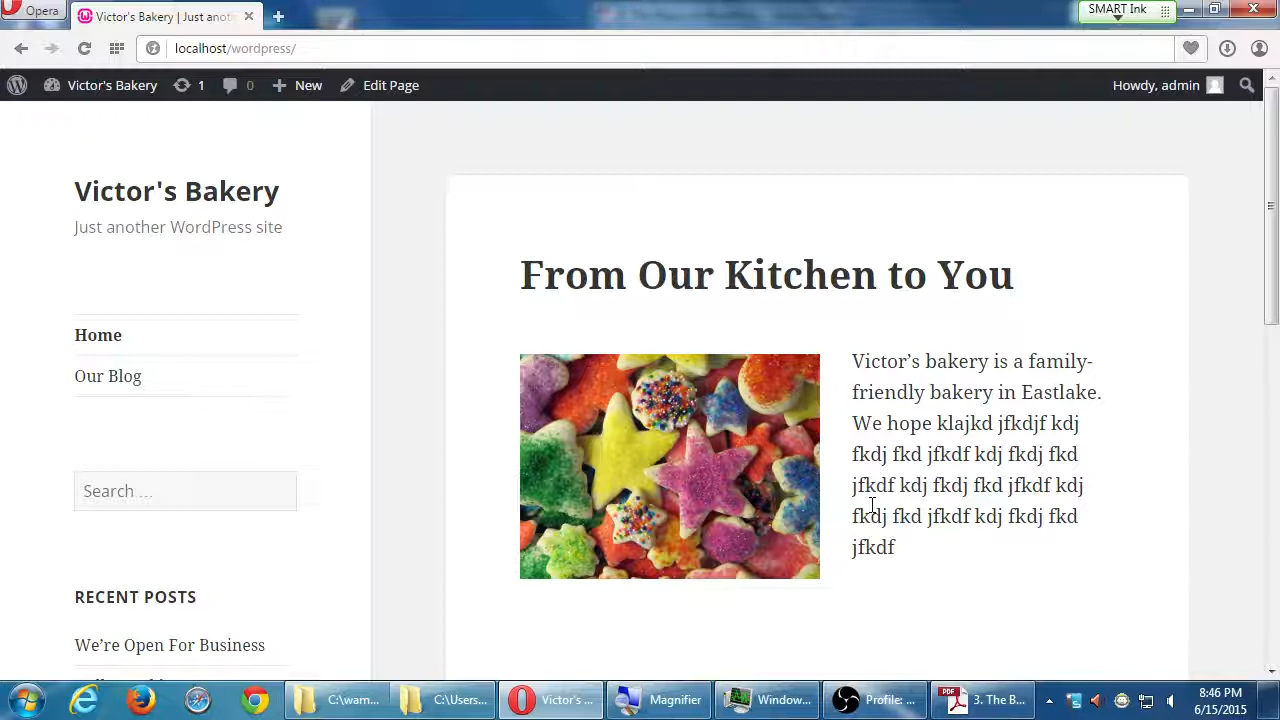 Opera
Victor's Bakery | Just anot
SMART Ink
localhost/wordpress/
Victor's Bakery
1
0
New
Edit Page
Howdy, admin
Victor's Bakery
Just another WordPress site
Home
Our Blog
Search …
RECENT POSTS
We're Open For Business
From Our Kitchen to You
Victor's bakery is a family-
friendly bakery in Eastlake.
We hope klajkd jfkdjf kdj
fkdj fkd jfkdf kdj fkdj fkd
jfkdf kdj fkdj fkd jfkdf kdj
fkdj fkd jfkdf kdj fkdj fkd
jfkdf
C:\wam...
C:\Users...
Victor's ...
Magnifier
Window...
Profile: ...
3. The B...
8:46 PM
6/15/2015